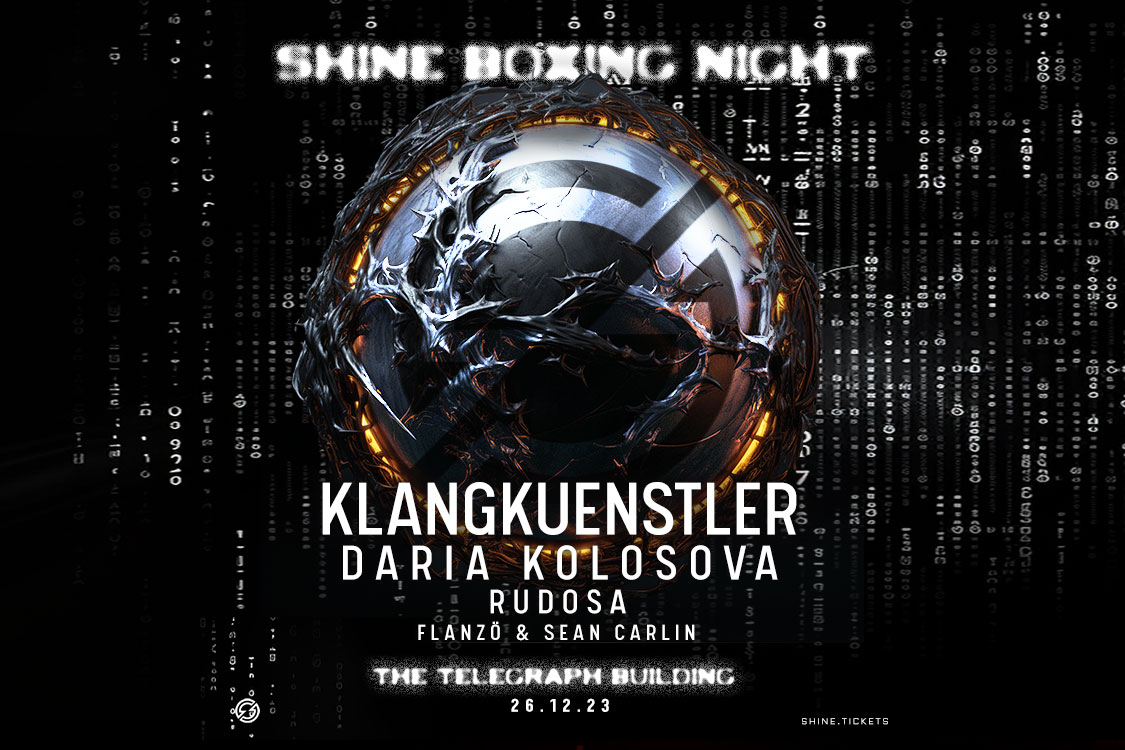 SHINE BOXING NIGHT
KLANGKUENSTLER
DARIA KOLOSOVA
RUDOSA
FLANZÖ & SEAN CARLIN
THE TELEGRAPH BUILDING
26.12.23
SHINE.TICKETS